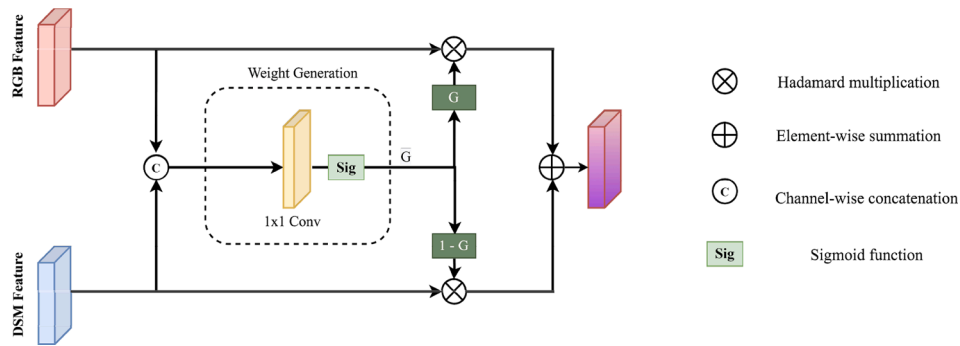 RGB Feature
DSM Feature
Weight Generation
C
1x1 Conv
Sig
G̅
G
1 - G
Hadamard multiplication
Element-wise summation
C
Channel-wise concatenation
Sig
Sigmoid function